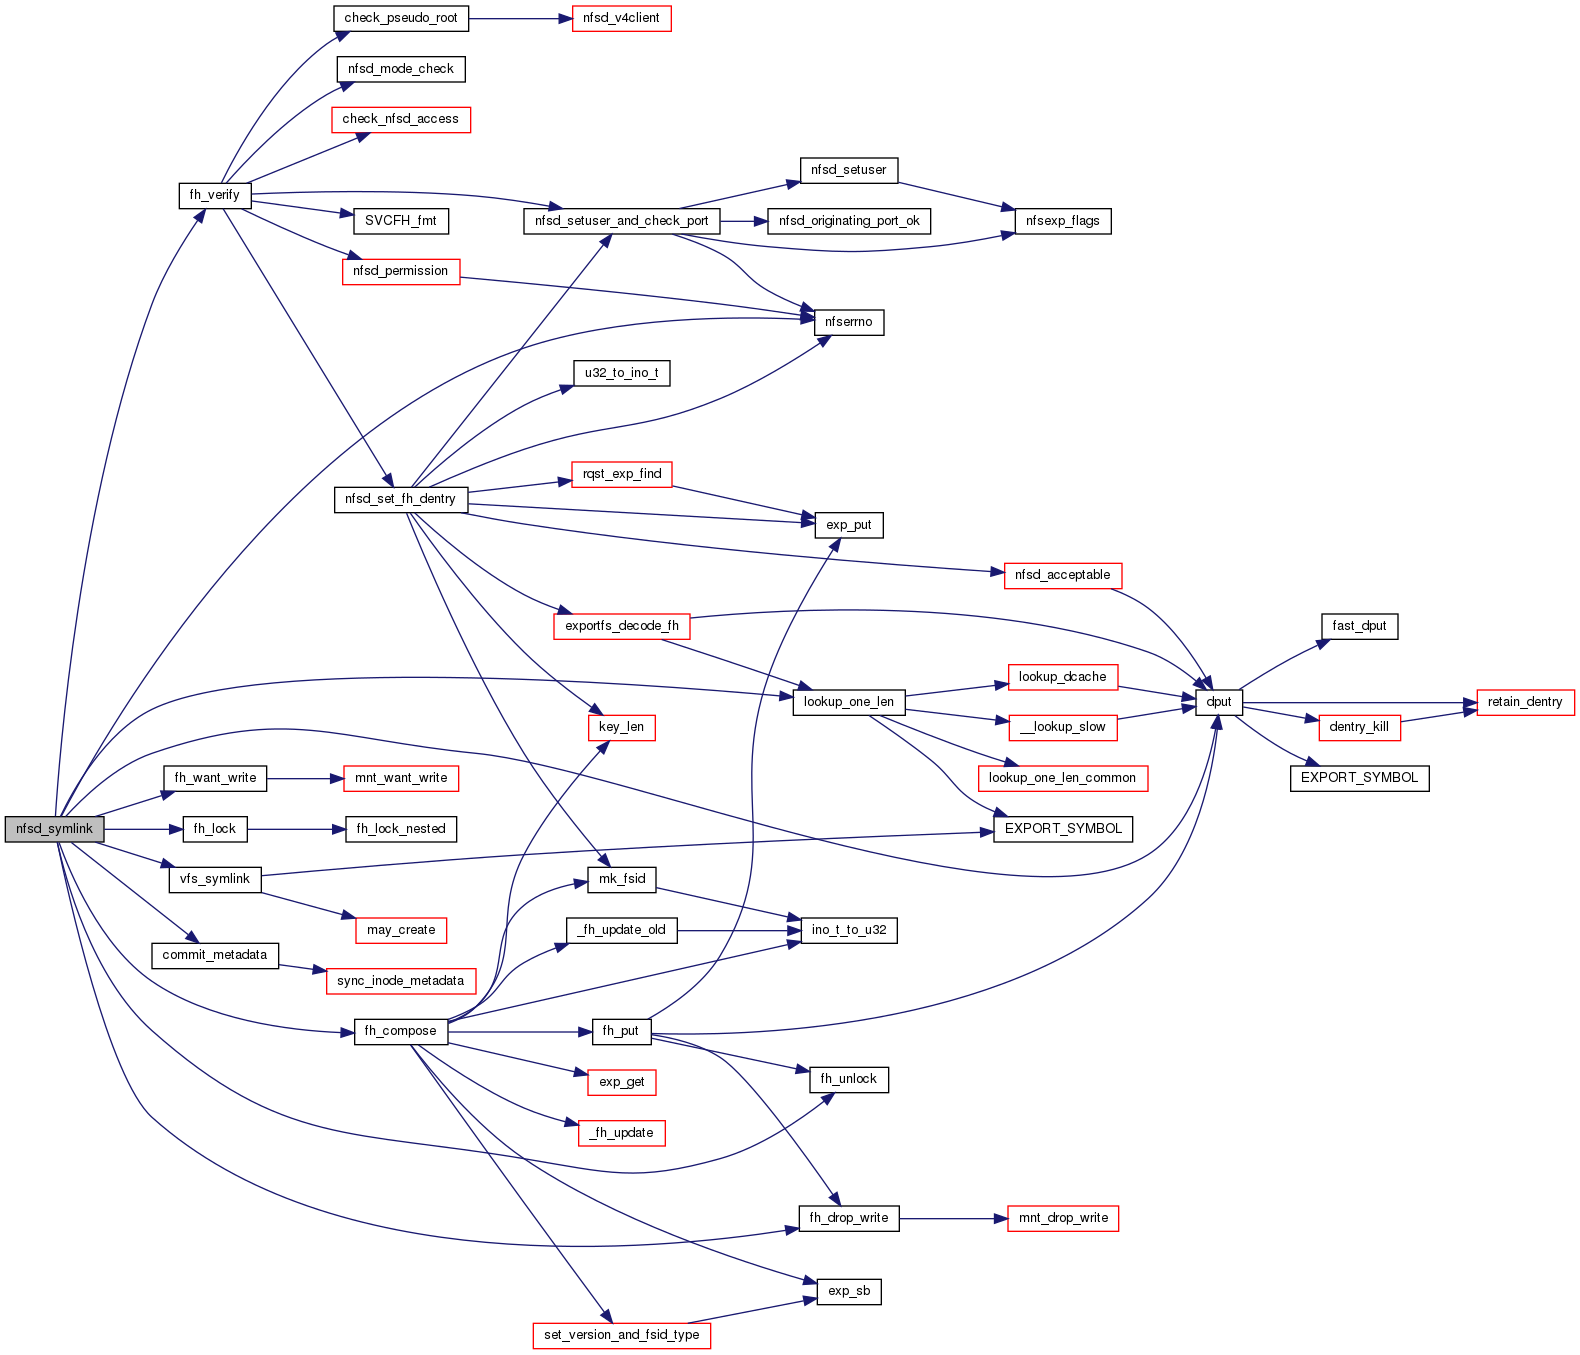 check_pseudo_root
nfsd_v4client
nfsd_mode_check
check_nfsd_access
nfsd_setuser
fh_verify
SVCFH_fmt
nfsd_setuser_and_check_port
nfsd_originating_port_ok
nfsexp_flags
nfsd_permission
nfserrno
u32_to_ino_t
rqst_exp_find
nfsd_set_fh_dentry
exp_put
nfsd_acceptable
exportfs_decode_fh
fast_dput
lookup_dcache
lookup_one_len
dput
retain_dentry
key_len
__lookup_slow
dentry_kill
fh_want_write
mnt_want_write
lookup_one_len_common
EXPORT_SYMBOL
nfsd_symlink
fh_lock
fh_lock_nested
EXPORT_SYMBOL
vfs_symlink
mk_fsid
may_create
_fh_update_old
ino_t_to_u32
commit_metadata
sync_inode_metadata
fh_compose
fh_put
exp_get
fh_unlock
_fh_update
fh_drop_write
mnt_drop_write
exp_sb
set_version_and_fsid_type